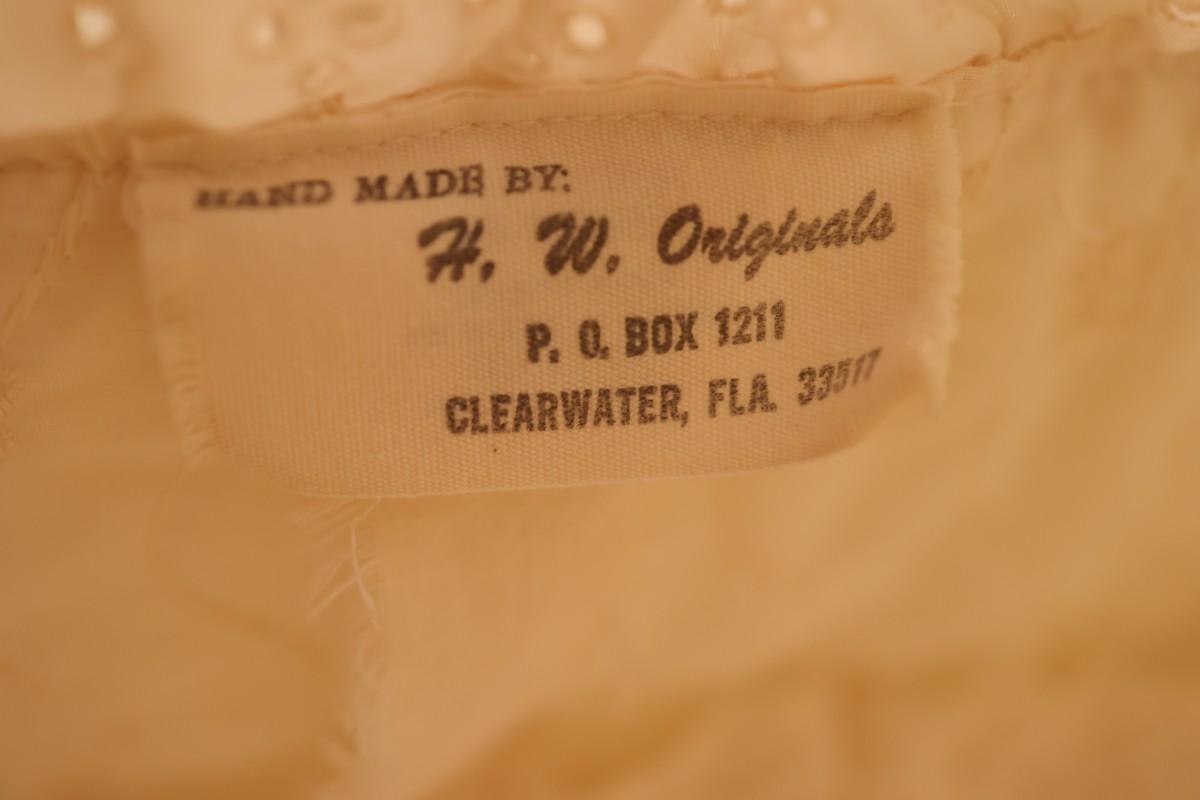 HAND MADE BY:
H. W. Originals
P. O. BOX 1211
CLEARWATER, FLA. 33517